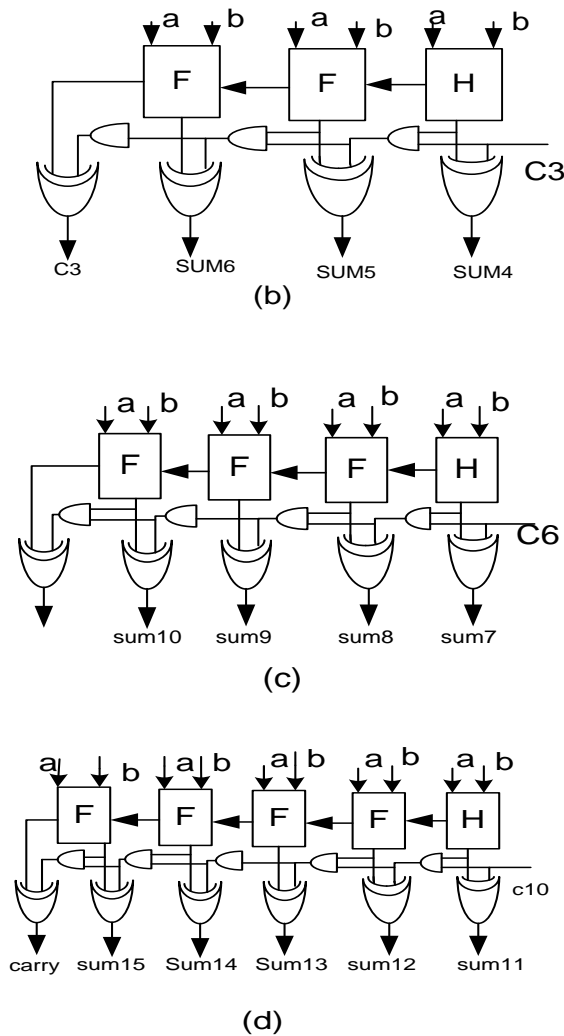 a b a b a b
F F H
C3
C3 SUM6 SUM5 SUM4
(b)
a b a b a b a b
F F F H
C6
sum10 sum9 sum8 sum7
(c)
a b a b a b a b a b
F F F F H
c10
carry sum15 Sum14 Sum13 sum12 sum11
(d)